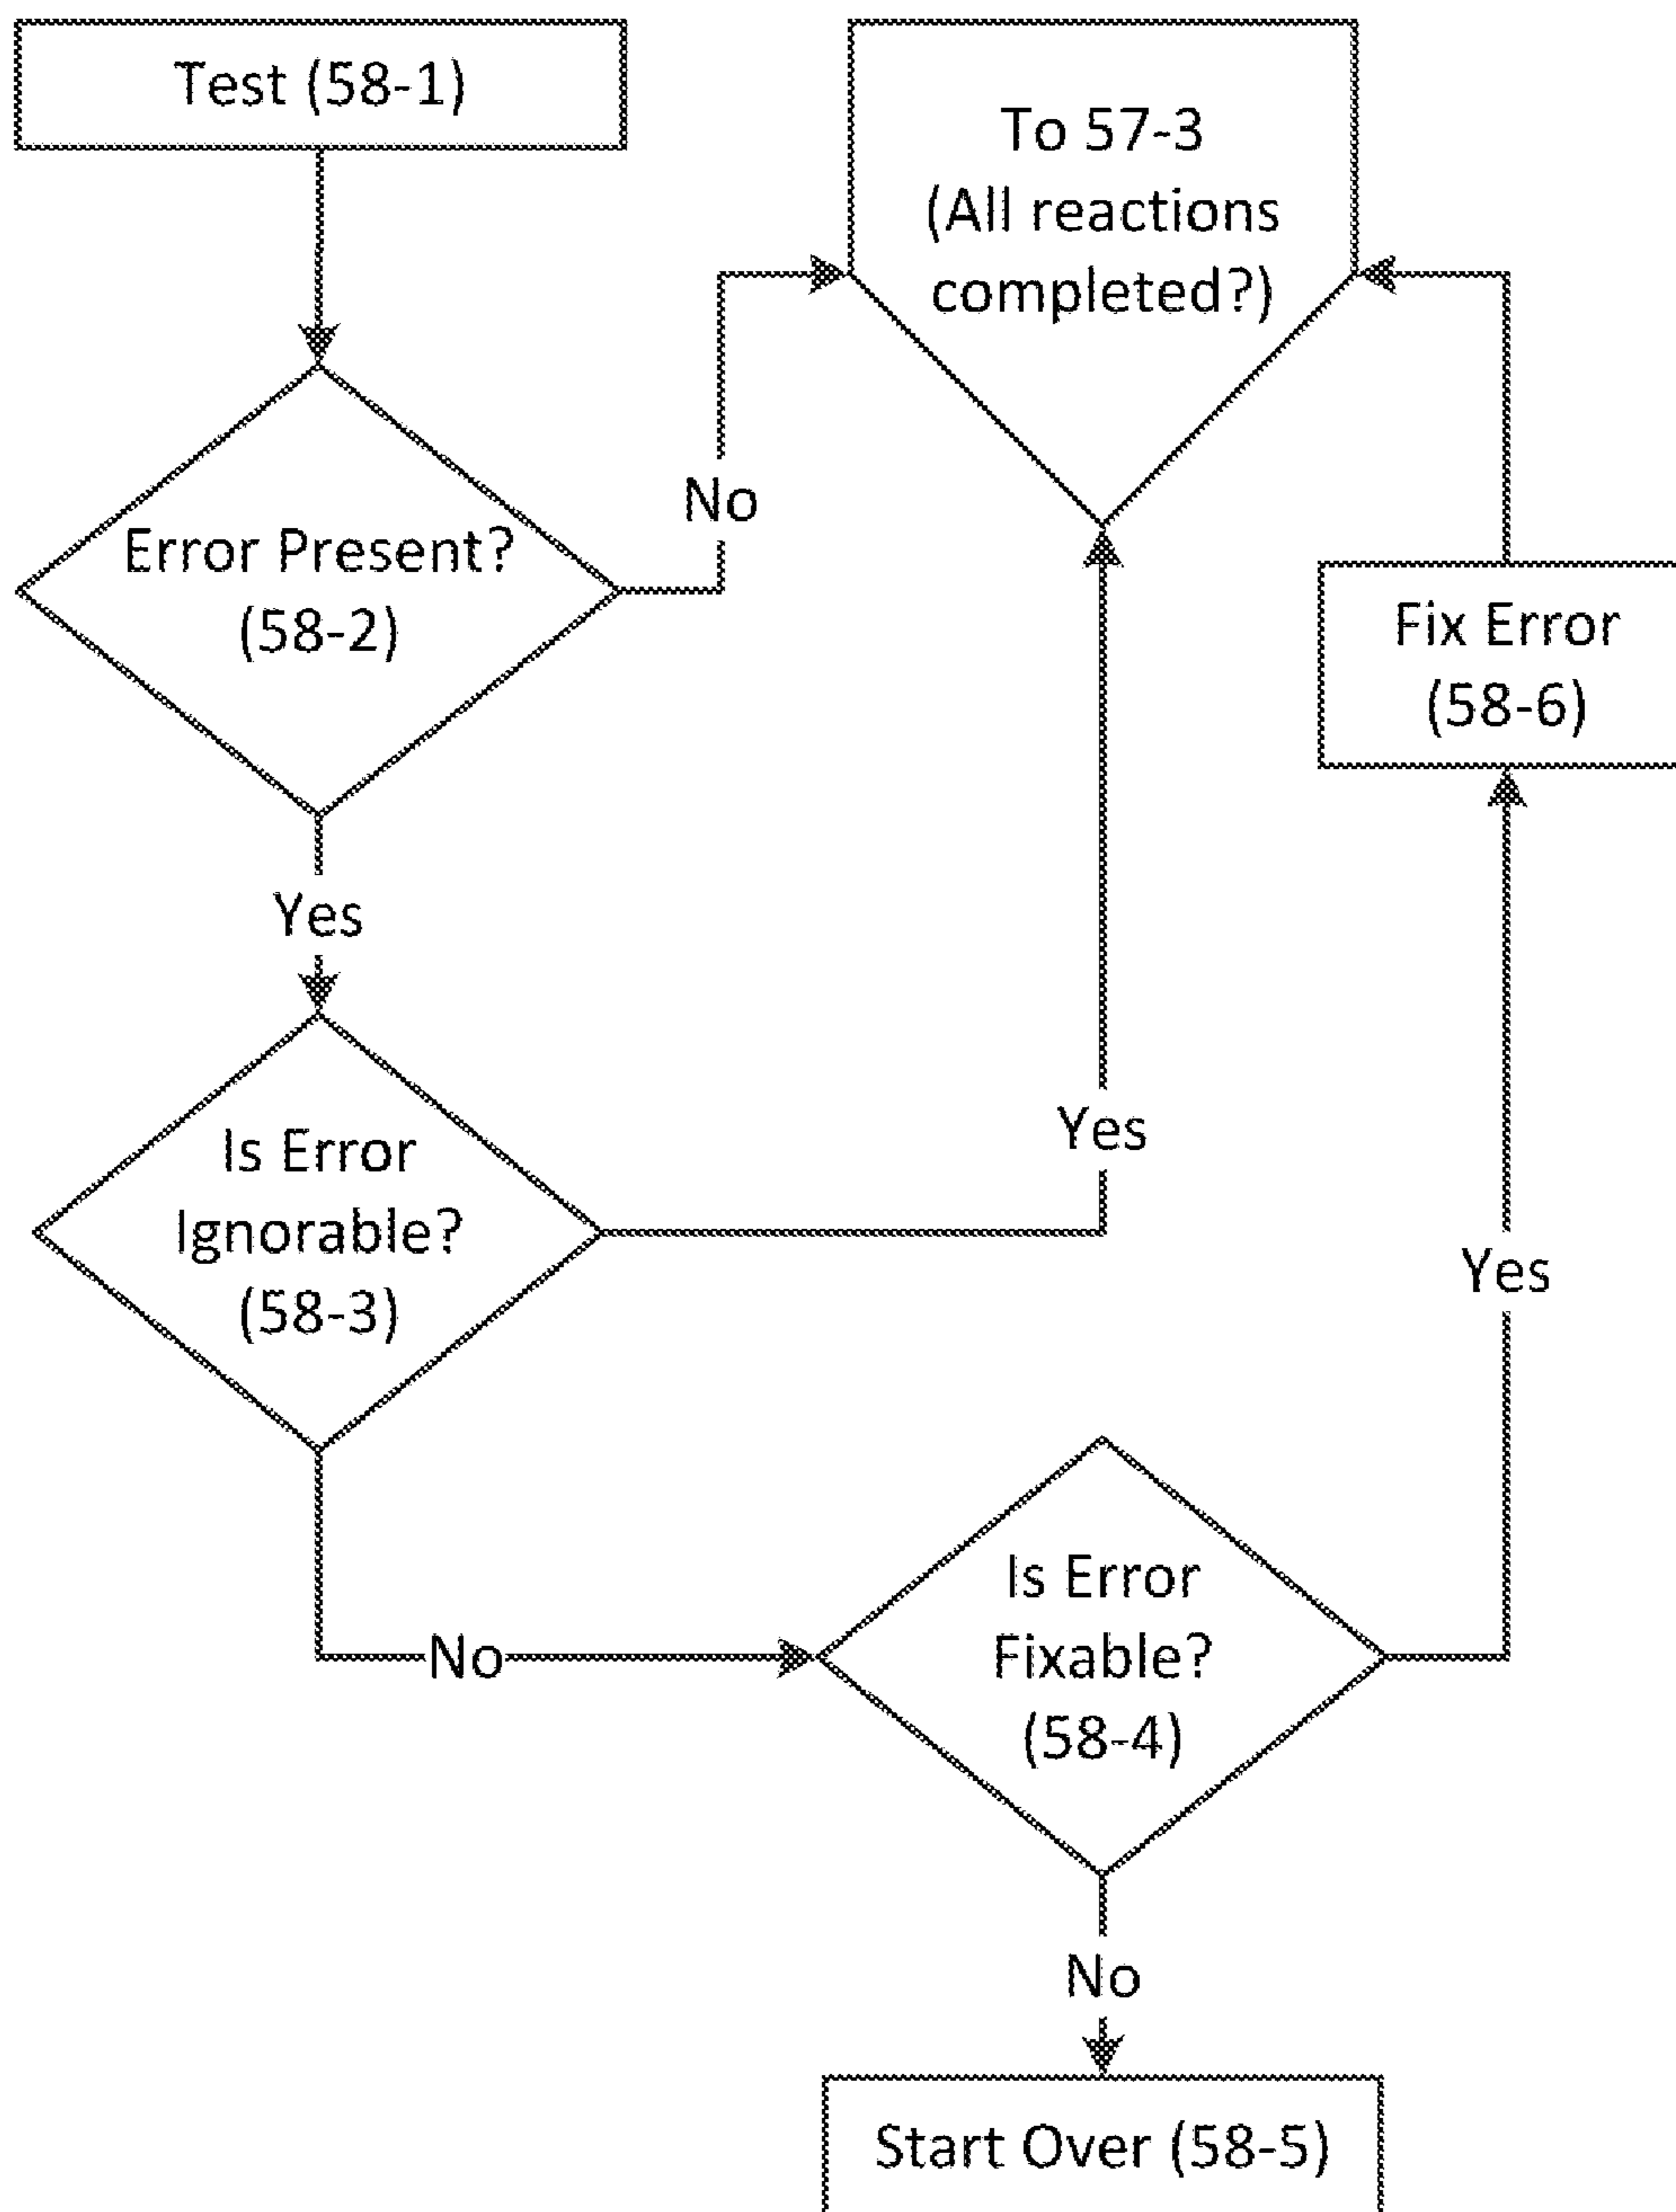 Test (58-1)
To 57-3
(All reactions
completed?)
No
Error Present?
(58-2)
Fix Error
(58-6)
Yes
Is Error
Ignorable?
(58-3)
Yes
Yes
No
Is Error
Fixable?
(58-4)
No
Start Over (58-5)